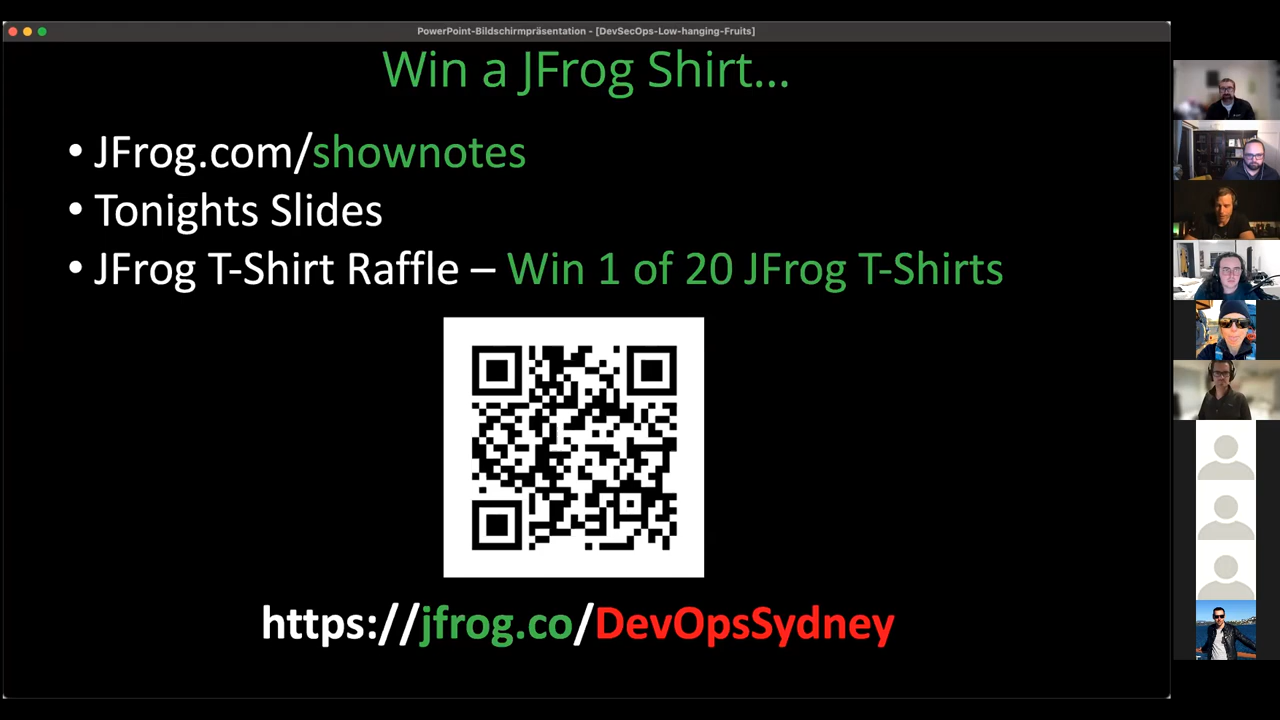 PowerPoint-Bildschirmpräsentation - [DevSecOps-Low-hanging-Fruits]
Win a JFrog Shirt...
• JFrog.com/shownotes
• Tonights Slides
• JFrog T-Shirt Raffle – Win 1 of 20 JFrog T-Shirts
https://jfrog.co/DevOpsSydney